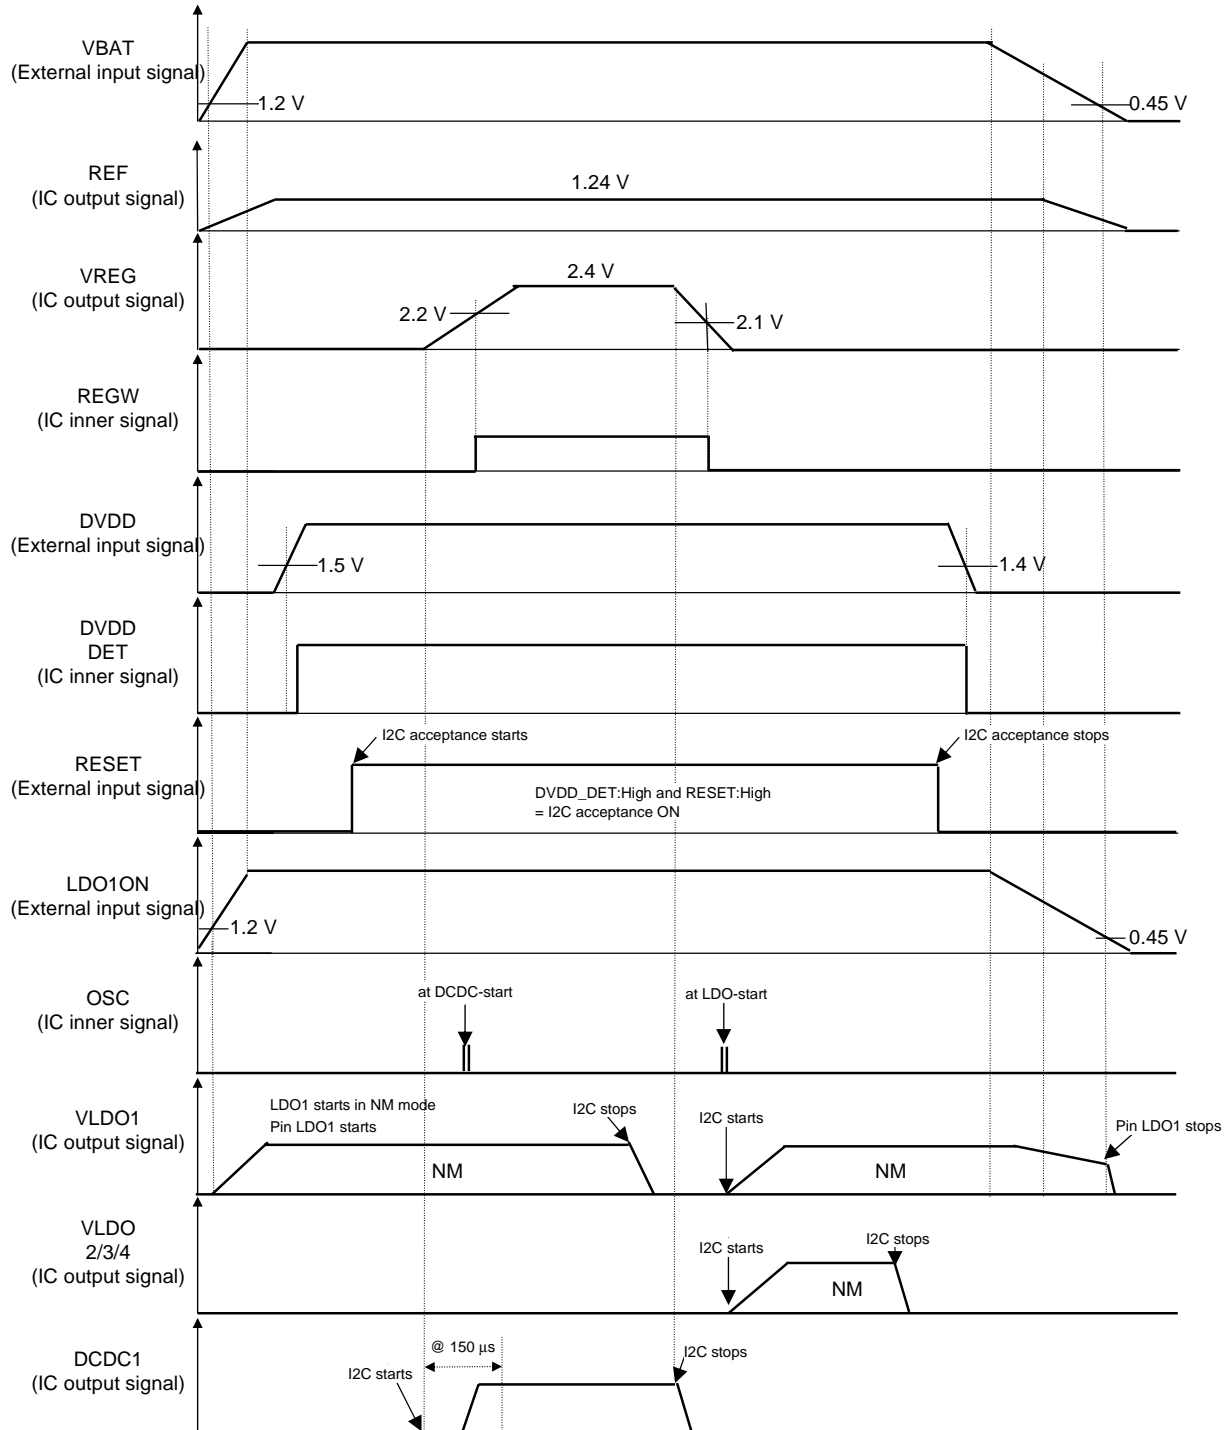 VBAT
(External input signal)
1.2 V
0.45 V
REF
(IC output signal)
1.24 V
VREG
(IC output signal)
2.4 V
2.2 V
2.1 V
REGW
(IC inner signal)
DVDD
(External input signal)
1.5 V
1.4 V
DVDD
DET
(IC inner signal)
I2C acceptance starts
I2C acceptance stops
RESET
(External input signal)
DVDD_DET:High and RESET:High
= I2C acceptance ON
LDO1ON
(External input signal)
1.2 V
0.45 V
OSC
(IC inner signal)
at DCDC-start
at LDO-start
VLDO1
(IC output signal)
LDO1 starts in NM mode
Pin LDO1 starts
I2C stops
I2C starts
Pin LDO1 stops
NM
NM
VLDO
2/3/4
(IC output signal)
I2C starts
I2C stops
NM
DCDC1
(IC output signal)
@ 150 μs
I2C starts
I2C stops